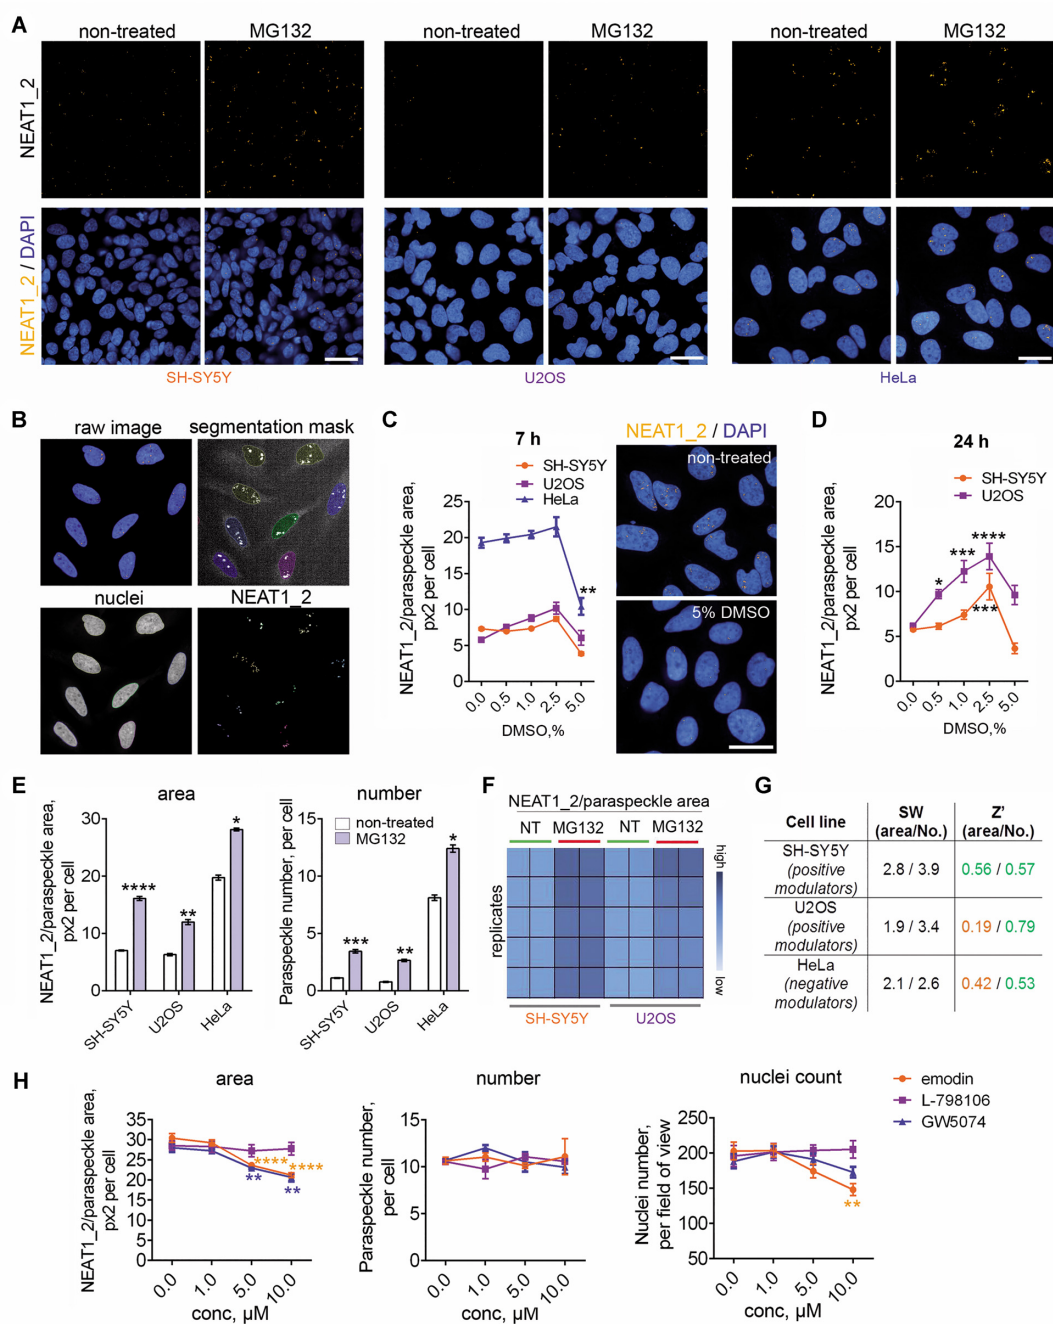 A
non-treated MG132 non-treated MG132 non-treated MG132
NEAT1_2
NEAT1_2 / DAPI
SH-SY5Y U2OS HeLa
B
raw image segmentation mask
nuclei NEAT1_2
C
7 h
SH-SY5Y
U2OS
HeLa
NEAT1_2/paraspeckle area,
px2 per cell
25
20
15
10
5
0
**
0.0 0.5 1.0 2.5 5.0
DMSO,%
NEAT1_2 / DAPI
non-treated
5% DMSO
D
24 h
SH-SY5Y
U2OS
NEAT1_2/paraspeckle area,
px2 per cell
20
15
10
5
0
* *** **** ***
0.0 0.5 1.0 2.5 5.0
DMSO,%
E
area
NEAT1_2/paraspeckle area,
px2 per cell
30
20
10
0
**** ** *
SH-SY5Y U2OS HeLa
number
non-treated
MG132
Paraspeckle number, per cell
15
10
5
0
*** ** *
SH-SY5Y U2OS HeLa
F
NEAT1_2/paraspeckle area
NT MG132 NT MG132
replicates
high
low
SH-SY5Y U2OS
G
Cell line SW (area/No.) Z' (area/No.)
SH-SY5Y (positive modulators) 2.8 / 3.9 0.56 / 0.57
U2OS (positive modulators) 1.9 / 3.4 0.19 / 0.79
HeLa (negative modulators) 2.1 / 2.6 0.42 / 0.53
H
area
NEAT1_2/paraspeckle area,
px2 per cell
35
30
25
20
15
10
5
0
**** ****
** **
0.0 1.0 5.0 10.0
conc, µM
number
Paraspeckle number,
per cell
15
10
5
0
0.0 1.0 5.0 10.0
conc, µM
nuclei count
Nuclei number,
per field of view
250
200
150
100
50
**
0.0 1.0 5.0 10.0
conc, µM
emodin
L-798106
GW5074